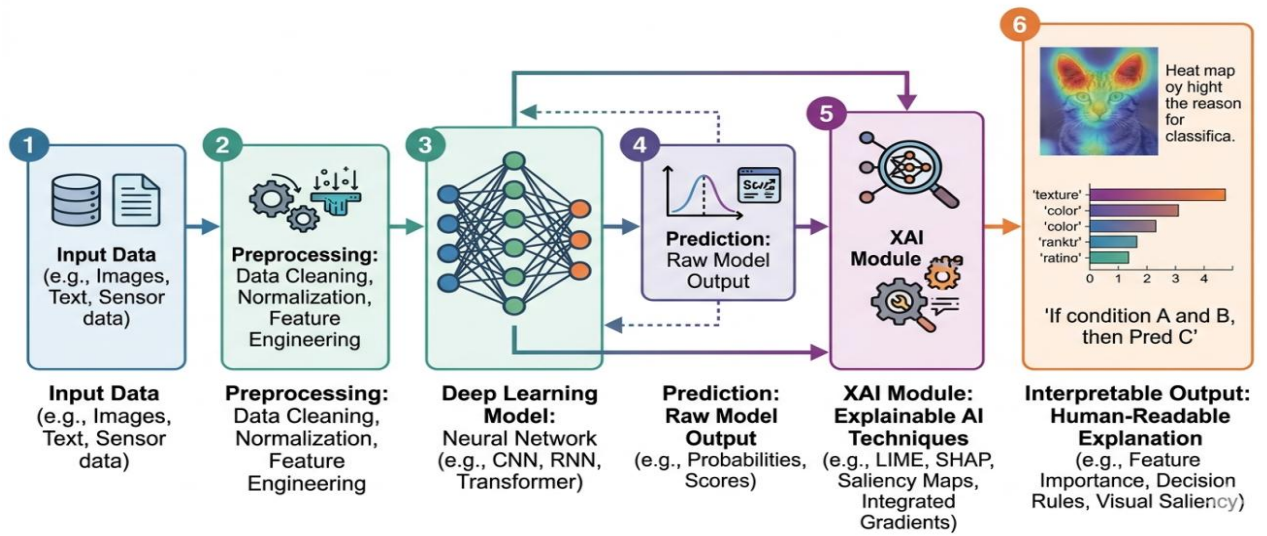 1
Input Data
(e.g., Images,
Text, Sensor
data)
Input Data
(e.g., Images,
Text, Sensor
data)
2
Preprocessing:
Data Cleaning,
Normalization,
Feature
Engineering
Preprocessing:
Data Cleaning,
Normalization,
Feature
Engineering
3
Deep Learning
Model:
Neural Network
(e.g., CNN, RNN,
Transformer)
4
Prediction:
Raw Model
Output
Prediction:
Raw Model
Output
(e.g., Probabilities,
Scores)
5
XAI
Module
XAI Module:
Explainable AI
Techniques
(e.g., LIME, SHAP,
Saliency Maps,
Integrated
Gradients)
6
Heat map
oy hight
the reason
for
classifica.
'texture'
'color'
'color'
'ranktr'
'ratino'
0 1 2 3 4
'If condition A and B,
then Pred C'
Interpretable Output:
Human-Readable
Explanation
(e.g., Feature
Importance, Decision
Rules, Visual Saliency)